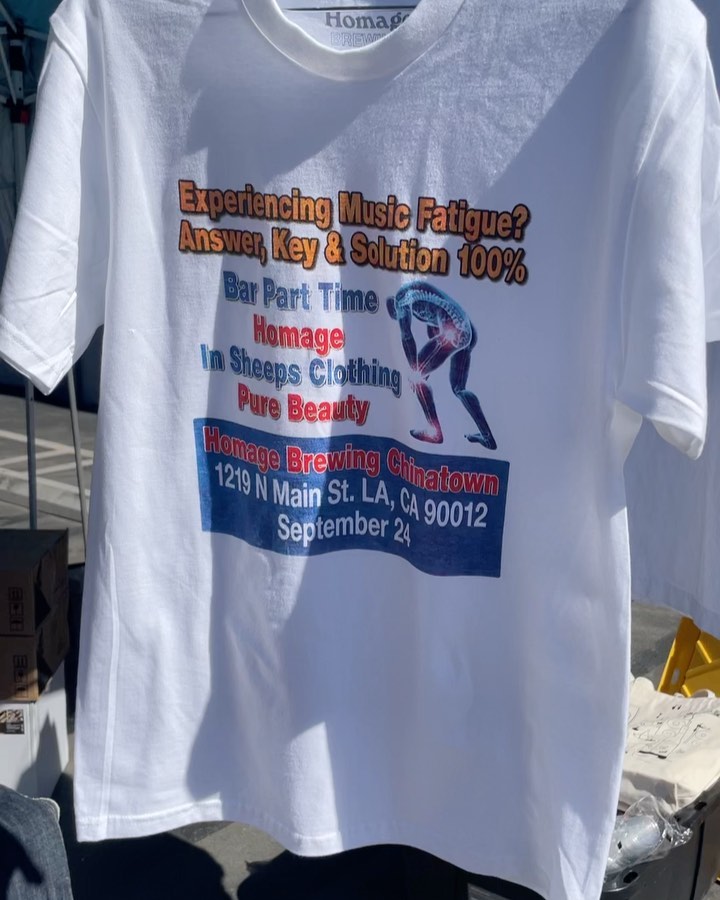 Homage
BREW
Experiencing Music Fatigue?
Answer, Key & Solution 100%
Bar Part Time
Homage
In Sheeps Clothing
Pure Beauty
Homage Brewing Chinatown
1219 N Main St. LA, CA 90012
September 24